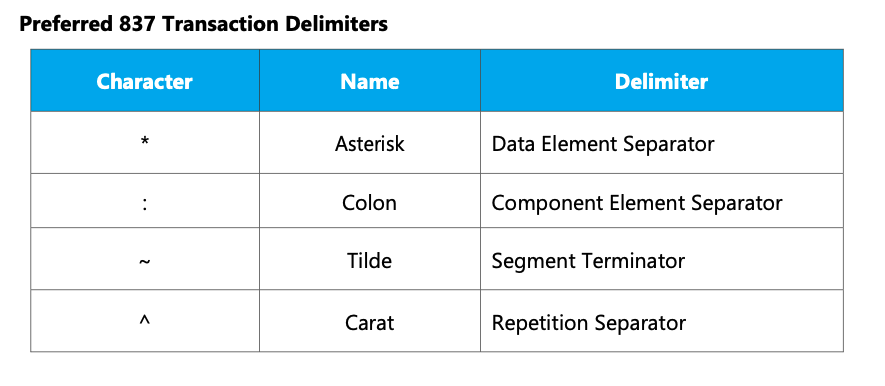 Preferred 837 Transaction Delimiters
Character Name Delimiter
* Asterisk Data Element Separator
: Colon Component Element Separator
~ Tilde Segment Terminator
^ Carat Repetition Separator